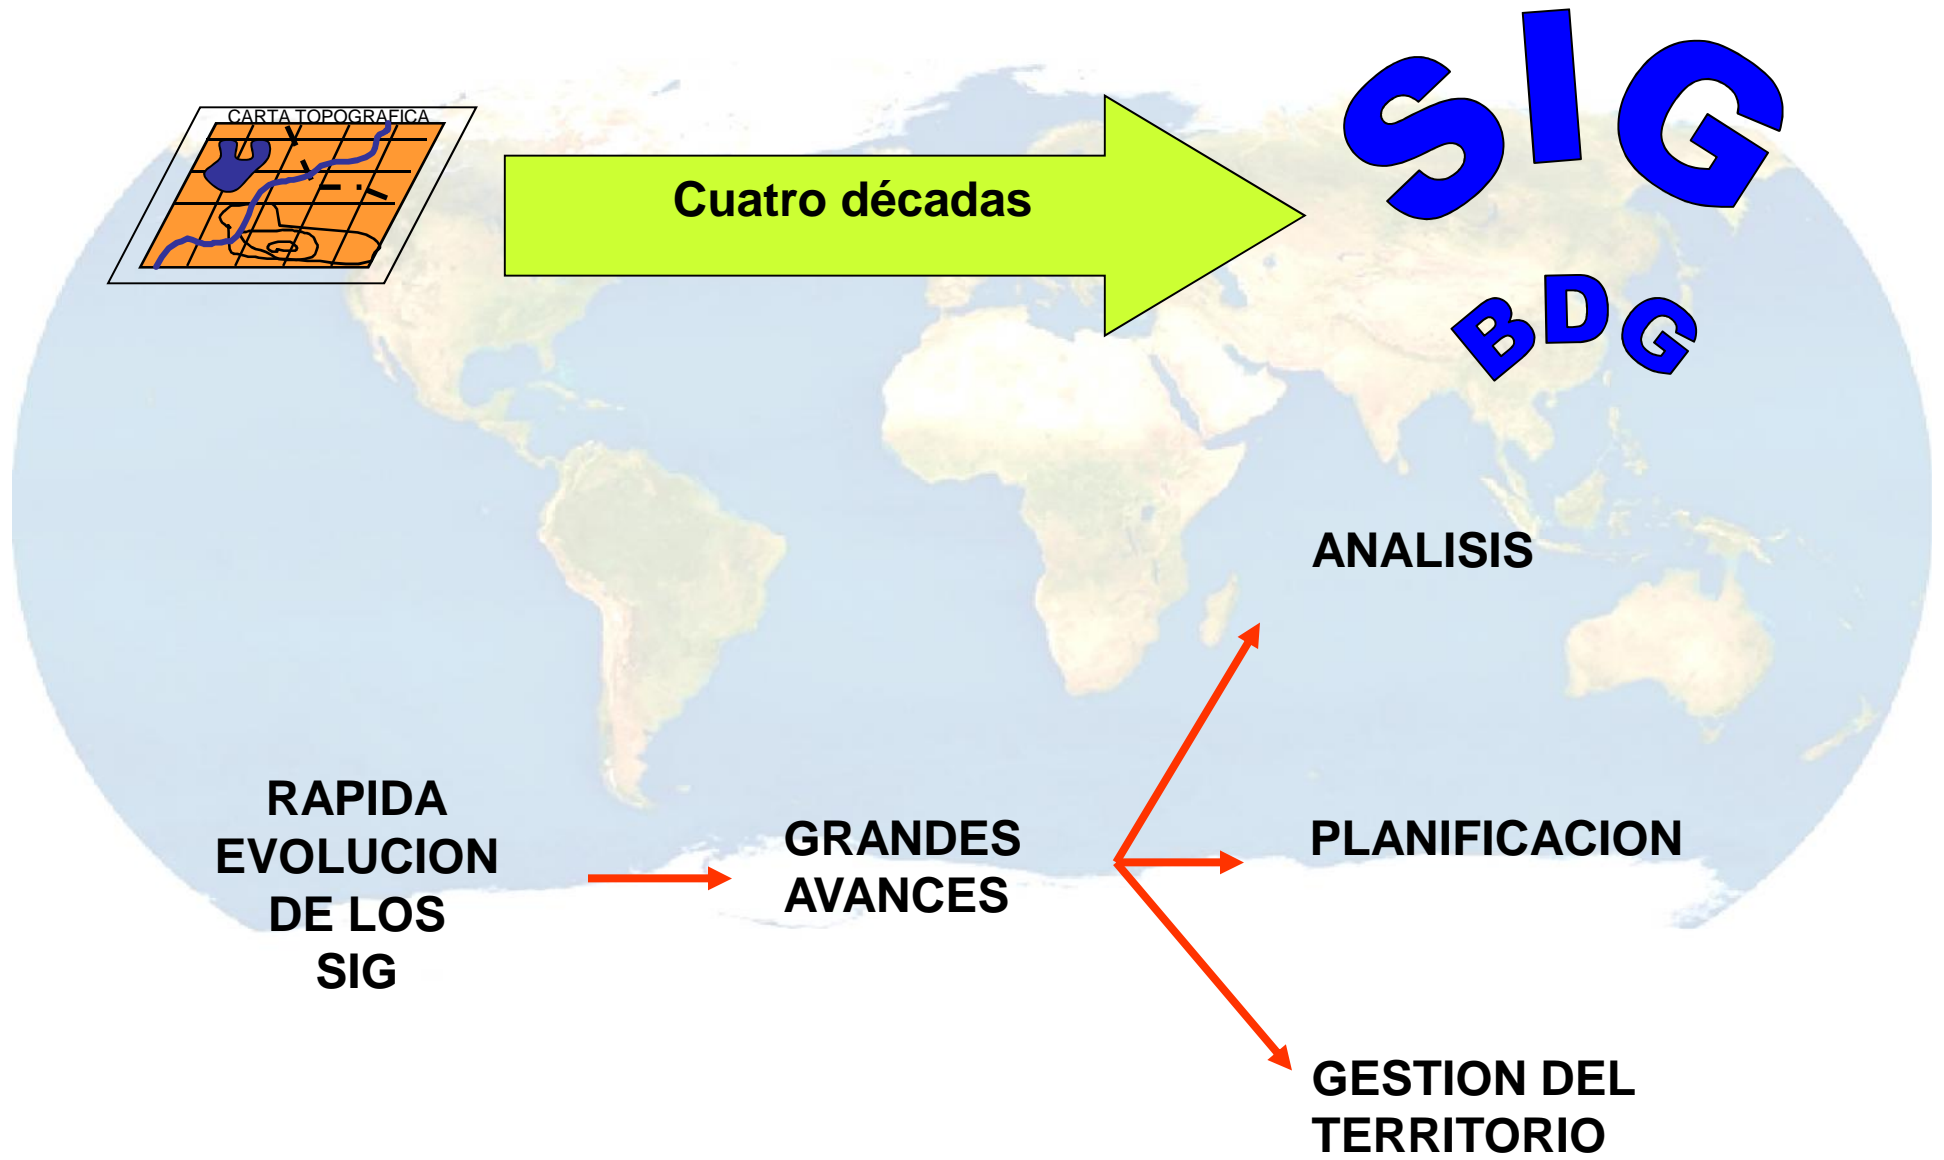 CARTA TOPOGRAFICA
Cuatro décadas
SIG
BDG
RAPIDA
EVOLUCION
DE LOS
SIG
GRANDES
AVANCES
ANALISIS
PLANIFICACION
GESTION DEL
TERRITORIO